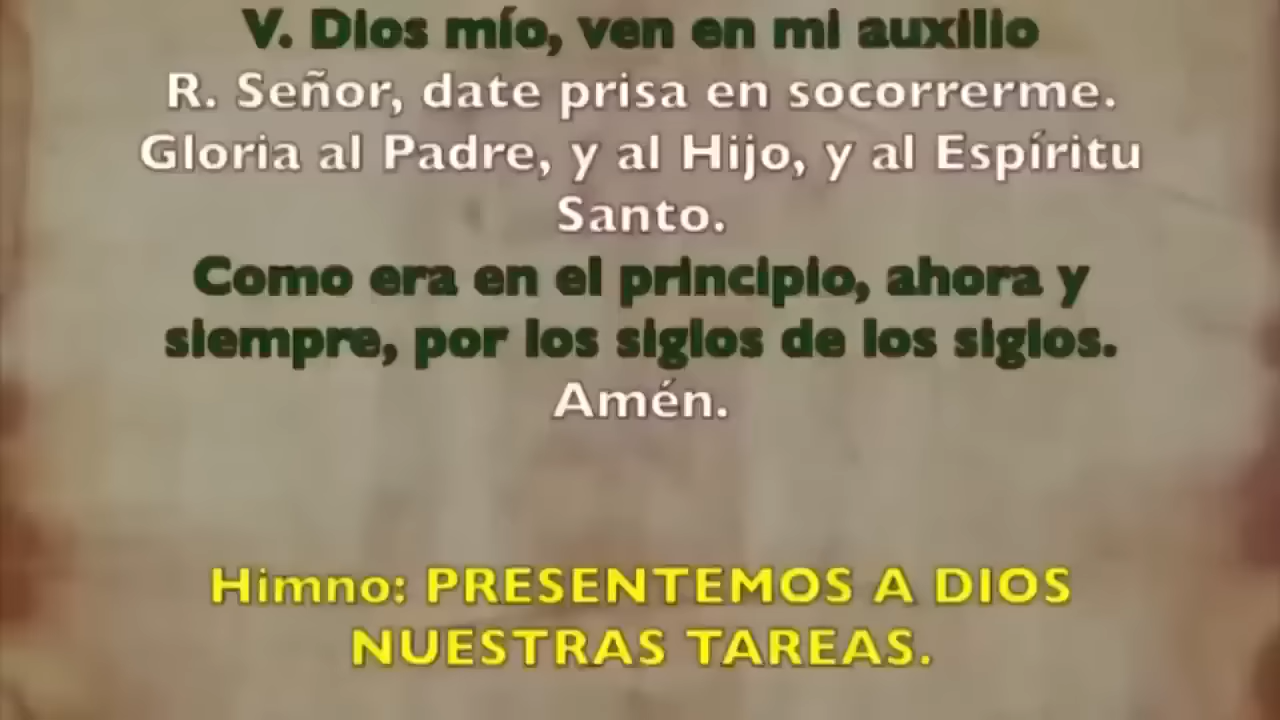 V. Dios mío, ven en mi auxilio
R. Señor, date prisa en socorrerme.
Gloria al Padre, y al Hijo, y al Espíritu
Santo.
Como era en el principio, ahora y
siempre, por los siglos de los siglos.
Amén.
Himno: PRESENTEMOS A DIOS
NUESTRAS TAREAS.